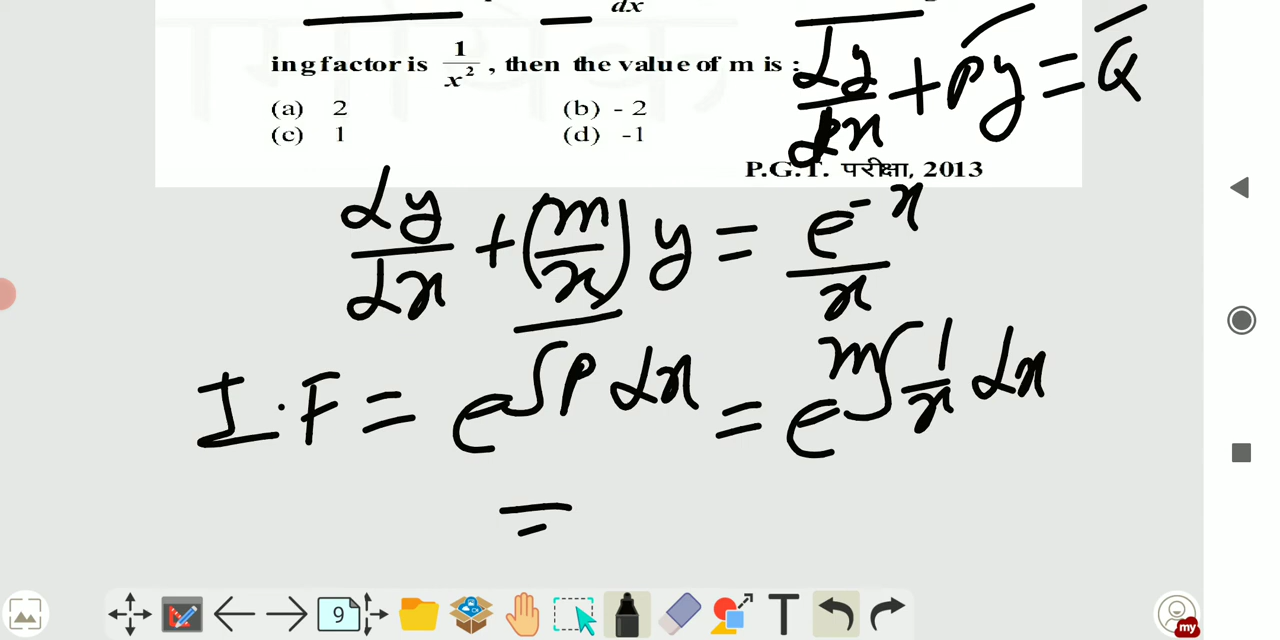 dx
ing factor is 1/x², then the value of m is :
(a) 2 (b) - 2
(c) 1 (d) -1
P.G.T. परीक्षा, 2013
dy/dx + Py = Q
dy/dx + (m/x) y = e^-x/x
I.F = e^∫P dx = e^m∫1/x dx
=
9
T
my